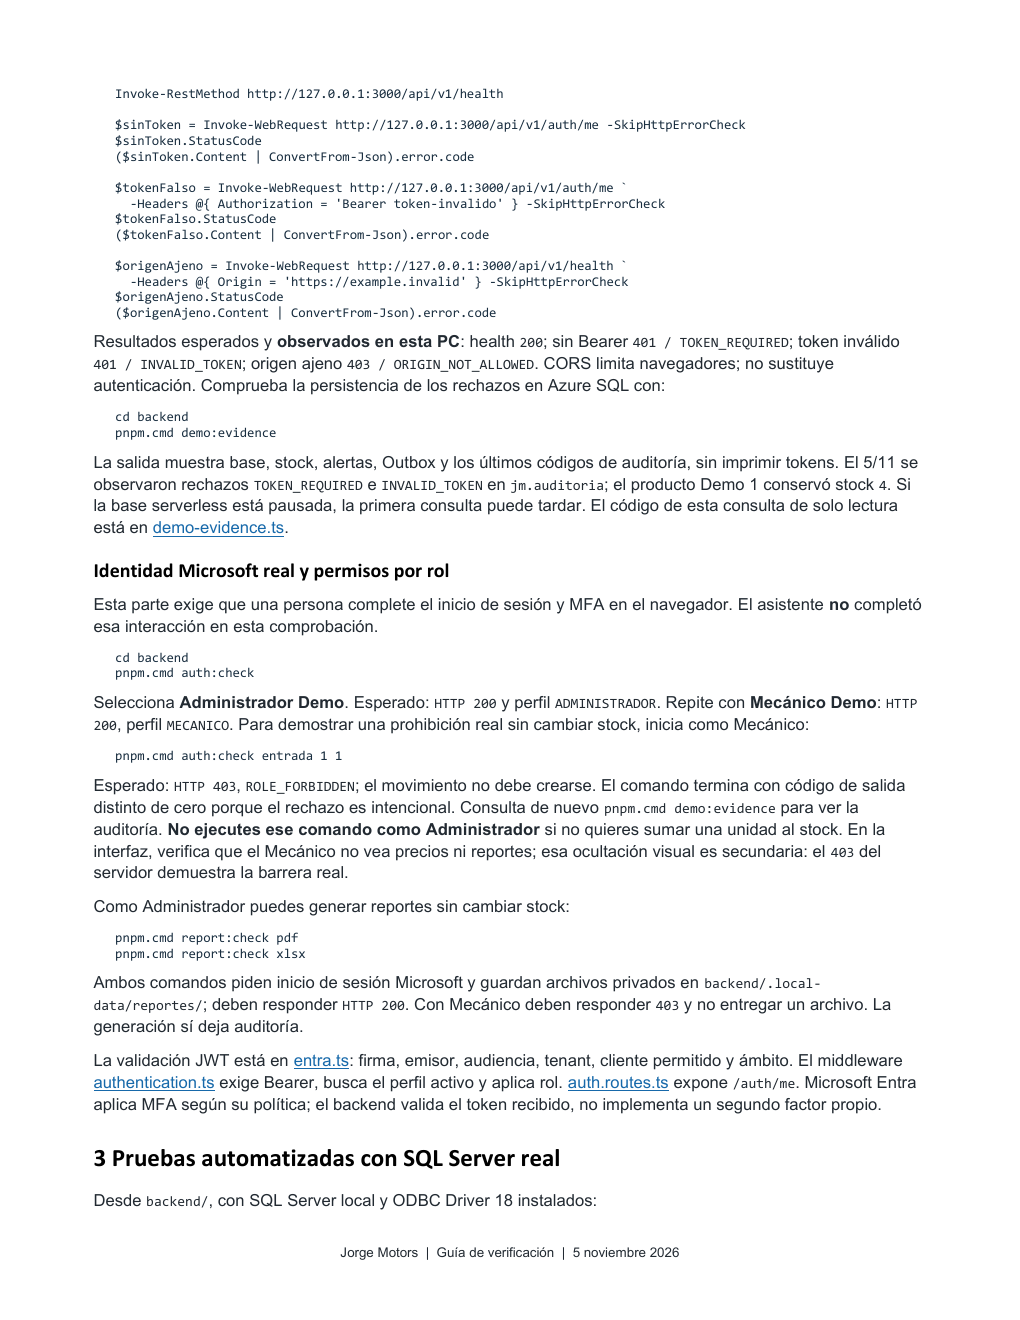 Invoke-RestMethod http://127.0.0.1:3000/api/v1/health
$sinToken = Invoke-WebRequest http://127.0.0.1:3000/api/v1/auth/me -SkipHttpErrorCheck
$sinToken.StatusCode
($sinToken.Content | ConvertFrom-Json).error.code
$tokenFalso = Invoke-WebRequest http://127.0.0.1:3000/api/v1/auth/me `
-Headers @{ Authorization = 'Bearer token-invalido' } -SkipHttpErrorCheck
$tokenFalso.StatusCode
($tokenFalso.Content | ConvertFrom-Json).error.code
$origenAjeno = Invoke-WebRequest http://127.0.0.1:3000/api/v1/health `
-Headers @{ Origin = 'https://example.invalid' } -SkipHttpErrorCheck
$origenAjeno.StatusCode
($origenAjeno.Content | ConvertFrom-Json).error.code
Resultados esperados y observados en esta PC: health 200; sin Bearer 401 / TOKEN_REQUIRED; token inválido
401 / INVALID_TOKEN; origen ajeno 403 / ORIGIN_NOT_ALLOWED. CORS limita navegadores; no sustituye
autenticación. Comprueba la persistencia de los rechazos en Azure SQL con:
cd backend
pnpm.cmd demo:evidence
La salida muestra base, stock, alertas, Outbox y los últimos códigos de auditoría, sin imprimir tokens. El 5/11 se
observaron rechazos TOKEN_REQUIRED e INVALID_TOKEN en jm.auditoria; el producto Demo 1 conservó stock 4. Si
la base serverless está pausada, la primera consulta puede tardar. El código de esta consulta de solo lectura
está en demo-evidence.ts.
Identidad Microsoft real y permisos por rol
Esta parte exige que una persona complete el inicio de sesión y MFA en el navegador. El asistente no completó
esa interacción en esta comprobación.
cd backend
pnpm.cmd auth:check
Selecciona Administrador Demo. Esperado: HTTP 200 y perfil ADMINISTRADOR. Repite con Mecánico Demo: HTTP
200, perfil MECANICO. Para demostrar una prohibición real sin cambiar stock, inicia como Mecánico:
pnpm.cmd auth:check entrada 1 1
Esperado: HTTP 403, ROLE_FORBIDDEN; el movimiento no debe crearse. El comando termina con código de salida
distinto de cero porque el rechazo es intencional. Consulta de nuevo pnpm.cmd demo:evidence para ver la
auditoría. No ejecutes ese comando como Administrador si no quieres sumar una unidad al stock. En la
interfaz, verifica que el Mecánico no vea precios ni reportes; esa ocultación visual es secundaria: el 403 del
servidor demuestra la barrera real.
Como Administrador puedes generar reportes sin cambiar stock:
pnpm.cmd report:check pdf
pnpm.cmd report:check xlsx
Ambos comandos piden inicio de sesión Microsoft y guardan archivos privados en backend/.local-
data/reportes/; deben responder HTTP 200. Con Mecánico deben responder 403 y no entregar un archivo. La
generación sí deja auditoría.
La validación JWT está en entra.ts: firma, emisor, audiencia, tenant, cliente permitido y ámbito. El middleware
authentication.ts exige Bearer, busca el perfil activo y aplica rol. auth.routes.ts expone /auth/me. Microsoft Entra
aplica MFA según su política; el backend valida el token recibido, no implementa un segundo factor propio.
3 Pruebas automatizadas con SQL Server real
Desde backend/, con SQL Server local y ODBC Driver 18 instalados:
Jorge Motors | Guía de verificación | 5 noviembre 2026